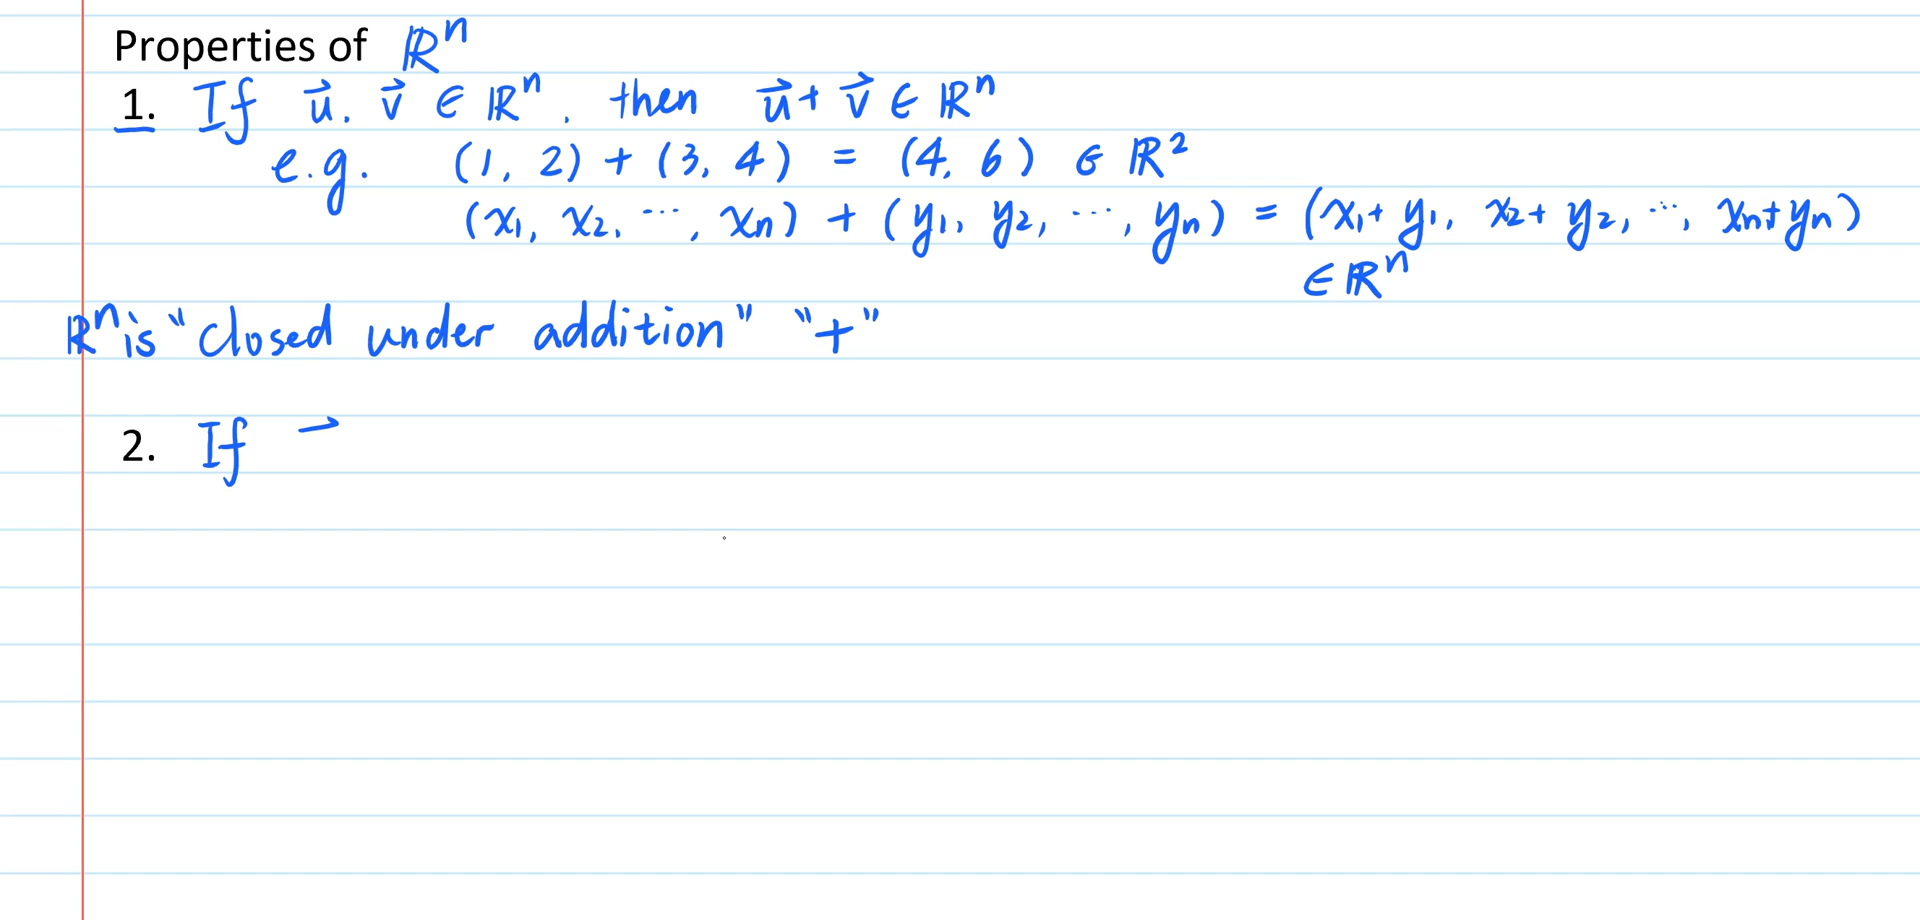 Properties of ℝⁿ
1. If u⃗, v⃗ ∈ ℝⁿ, then u⃗ + v⃗ ∈ ℝⁿ
e.g. (1, 2) + (3, 4) = (4, 6) ∈ ℝ²
(x₁, x₂, ⋯, xₙ) + (y₁, y₂, ⋯, yₙ) = (x₁+y₁, x₂+y₂, ⋯, xₙ+yₙ)
∈ ℝⁿ
ℝⁿ is "closed under addition" "+"
2. If →